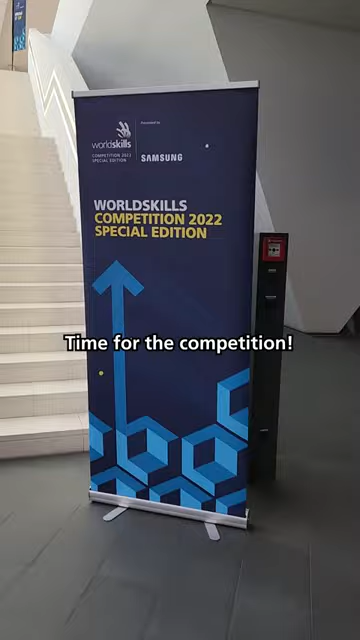 worldskills
COMPETITION 2022
SPECIAL EDITION
Presented by
SAMSUNG
WORLDSKILLS
COMPETITION 2022
SPECIAL EDITION
Time for the competition!